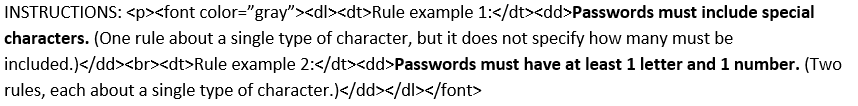 INSTRUCTIONS: <p><font color=”gray”><dl><dt>Rule example 1:</dt><dd>Passwords must include special
characters. (One rule about a single type of character, but it does not specify how many must be
included.)</dd><br><dt>Rule example 2:</dt><dd>Passwords must have at least 1 letter and 1 number. (Two
rules, each about a single type of character.)</dd></dl></font>